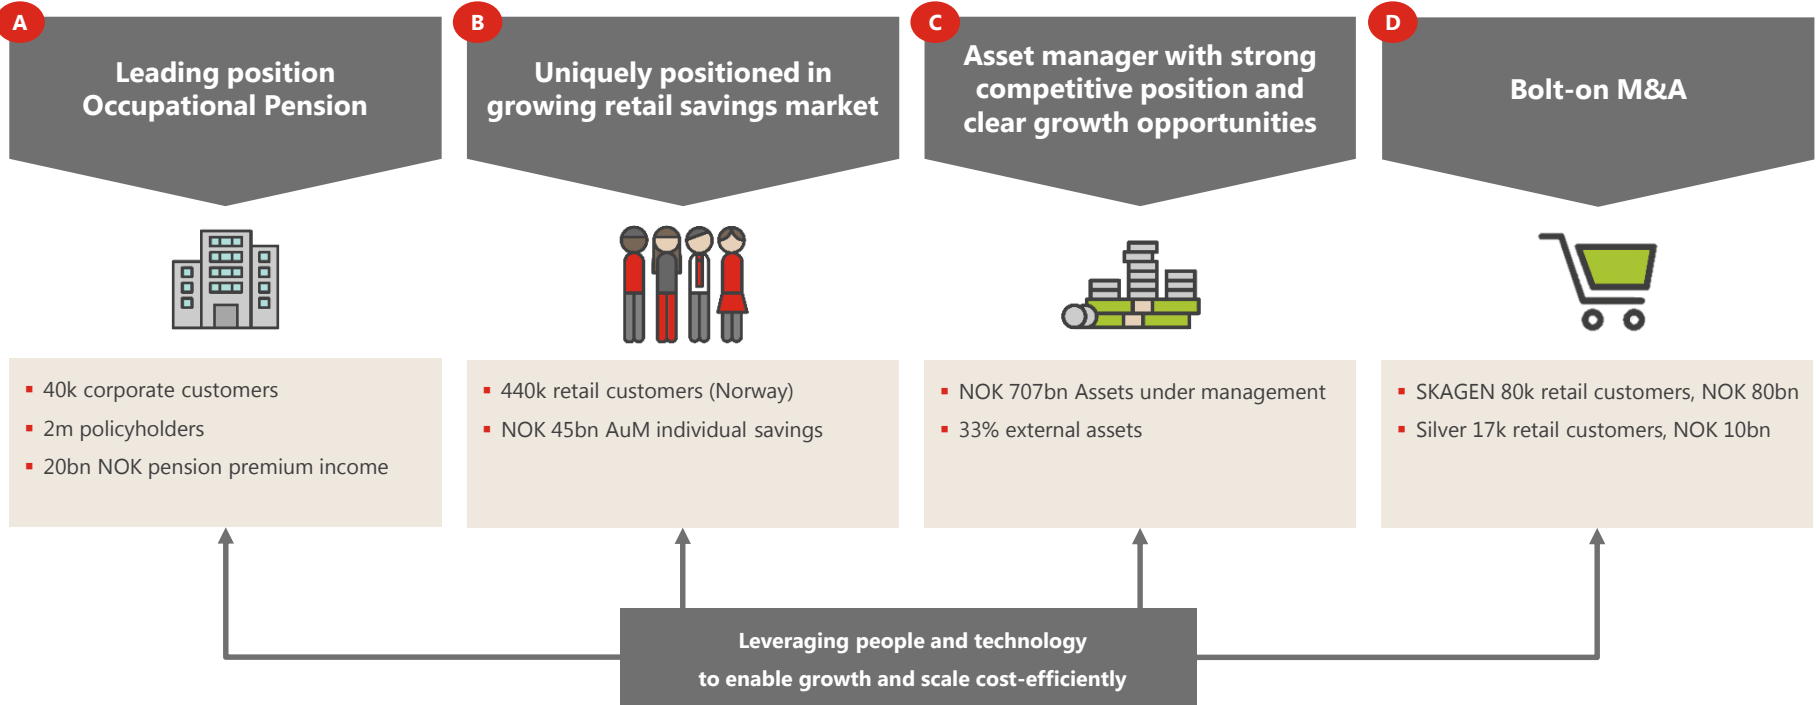 A
Leading position
Occupational Pension
40k corporate customers
2m policyholders
20bn NOK pension premium income
B
Uniquely positioned in
growing retail savings market
440k retail customers (Norway)
NOK 45bn AuM individual savings
C
Asset manager with strong
competitive position and
clear growth opportunities
NOK 707bn Assets under management
33% external assets
D
Bolt-on M&A
SKAGEN 80k retail customers, NOK 80bn
Silver 17k retail customers, NOK 10bn
Leveraging people and technology
to enable growth and scale cost-efficiently